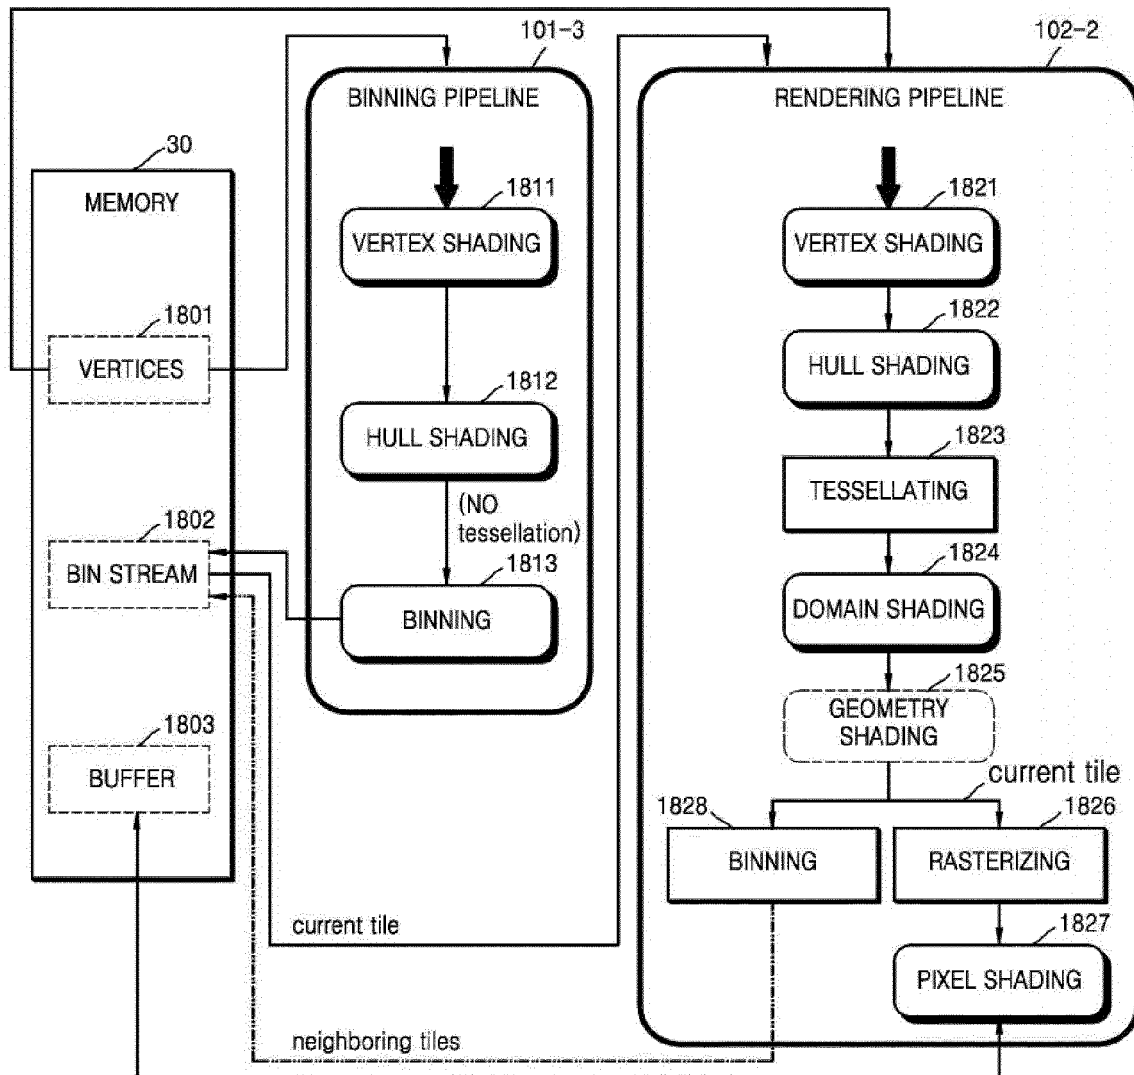 101-3
102-2
BINNING PIPELINE
RENDERING PIPELINE
30
MEMORY
1811
VERTEX SHADING
1821
VERTEX SHADING
1801
VERTICES
1822
HULL SHADING
1812
HULL SHADING
(NO
tessellation)
1823
TESSELLATING
1802
BIN STREAM
1813
BINNING
1824
DOMAIN SHADING
1825
GEOMETRY
SHADING
1803
BUFFER
current tile
1828
BINNING
1826
RASTERIZING
current tile
1827
PIXEL SHADING
neighboring tiles